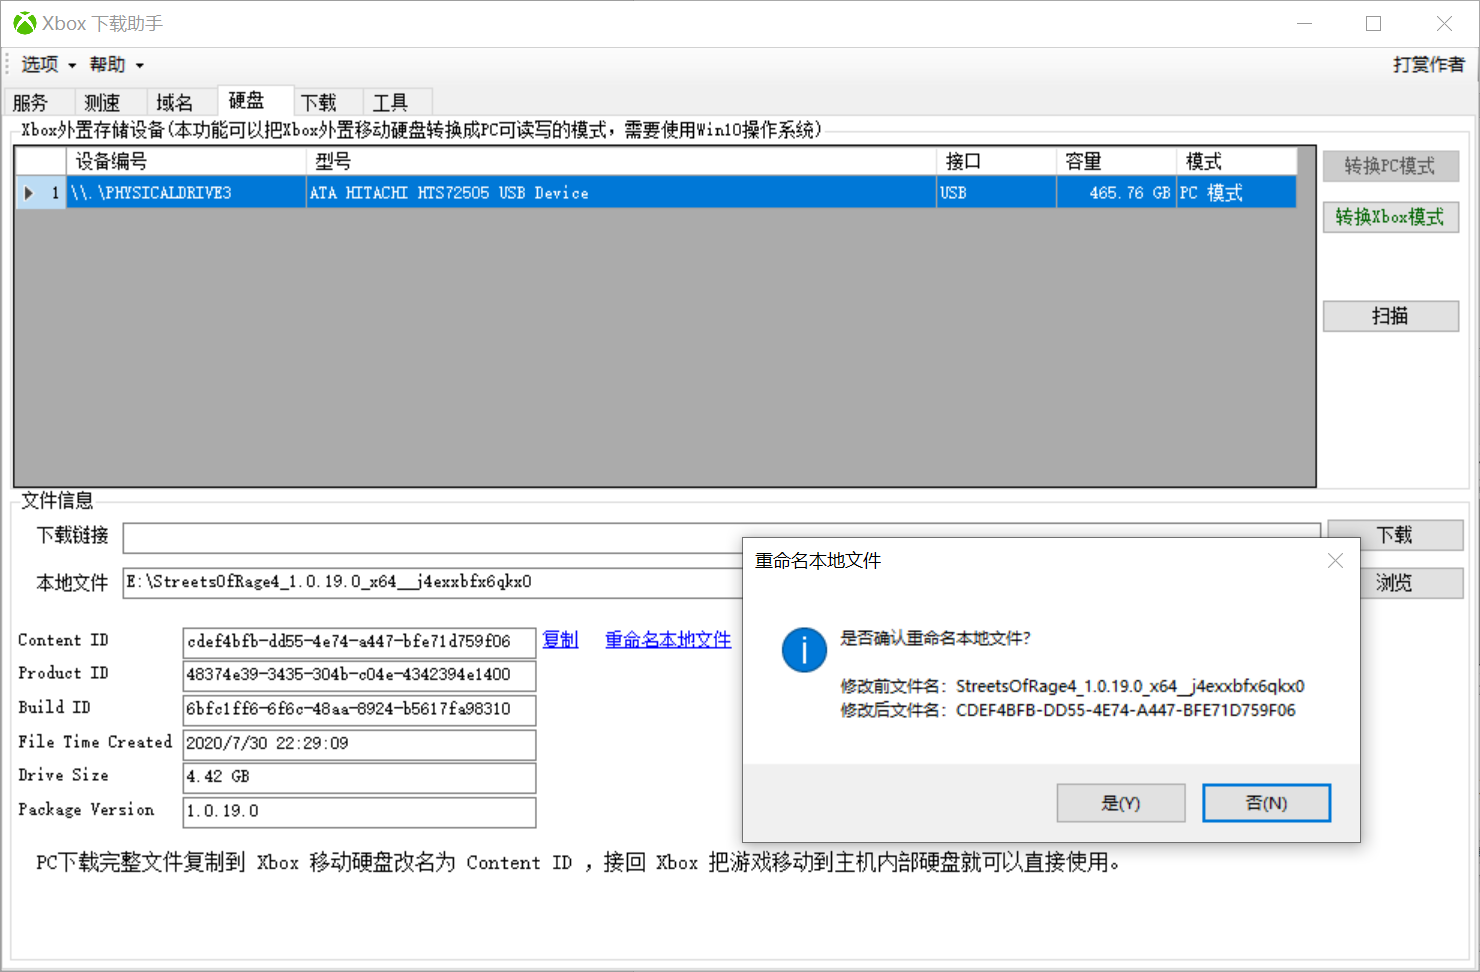 Xbox 下载助手
选项 帮助 打赏作者
服务 测速 域名 硬盘 下载 工具
Xbox外置存储设备(本功能可以把Xbox外置移动硬盘转换成PC可读写的模式，需要使用Win10操作系统)
设备编号 型号 接口 容量 模式
1 \\.\PHYSICALDRIVE3 ATA HITACHI HTS72505 USB Device USB 465.76 GB PC 模式
转换PC模式
转换Xbox模式
扫描
文件信息
下载链接 下载
本地文件 E:\StreetsOfRage4_1.0.19.0_x64__j4exxbfx6qkx0 浏览
Content ID cdef4bfb-dd55-4e74-a447-bfe71d759f06 复制 重命名本地文件
Product ID 48374e39-3435-304b-c04e-4342394e1400
Build ID 6bfc1ff6-6f6c-48aa-8924-b5617fa98310
File Time Created 2020/7/30 22:29:09
Drive Size 4.42 GB
Package Version 1.0.19.0
PC下载完整文件复制到 Xbox 移动硬盘改名为 Content ID ，接回 Xbox 把游戏移动到主机内部硬盘就可以直接使用。
重命名本地文件
是否确认重命名本地文件?
修改前文件名：StreetsOfRage4_1.0.19.0_x64__j4exxbfx6qkx0
修改后文件名：CDEF4BFB-DD55-4E74-A447-BFE71D759F06
是(Y) 否(N)